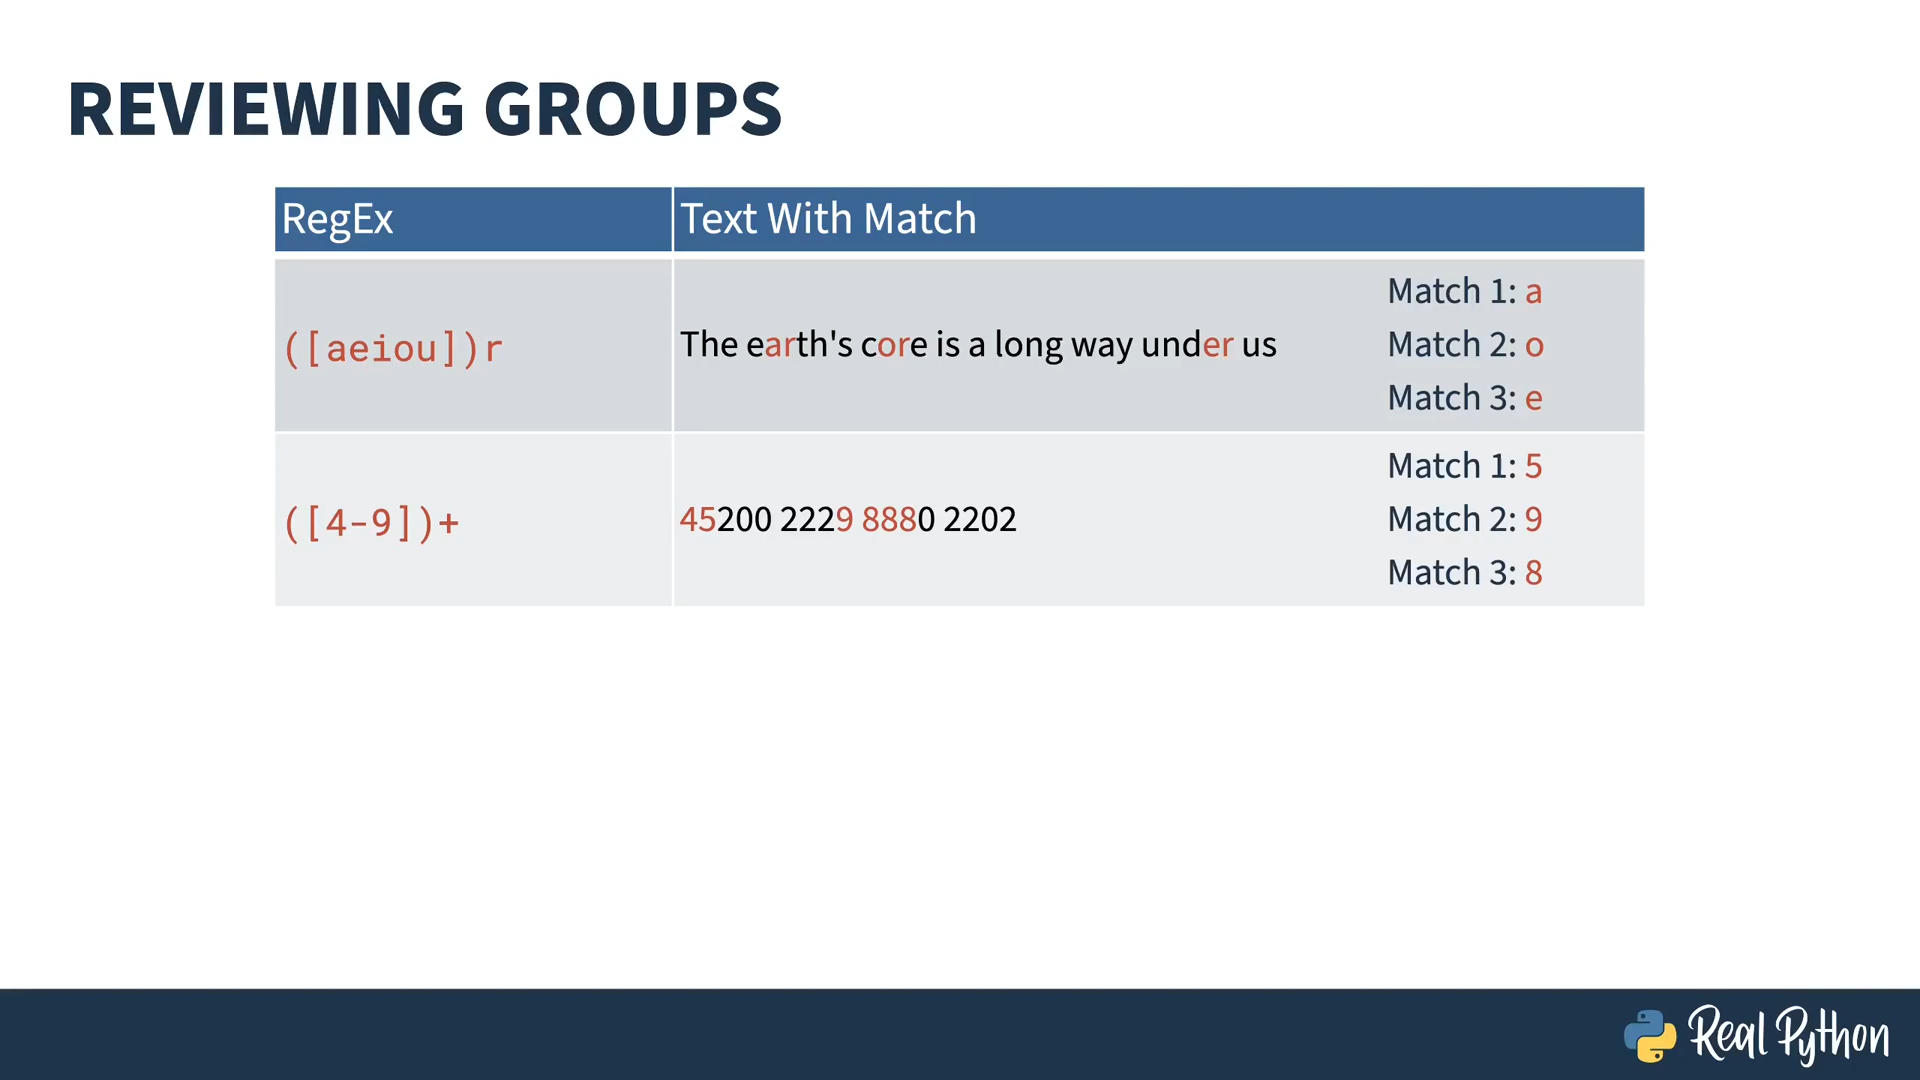 REVIEWING GROUPS
RegEx
Text With Match
([aeiou])r
The earth's core is a long way under us
Match 1: a
Match 2: o
Match 3: e
([4-9])+
45200 2229 8880 2202
Match 1: 5
Match 2: 9
Match 3: 8
Real Python